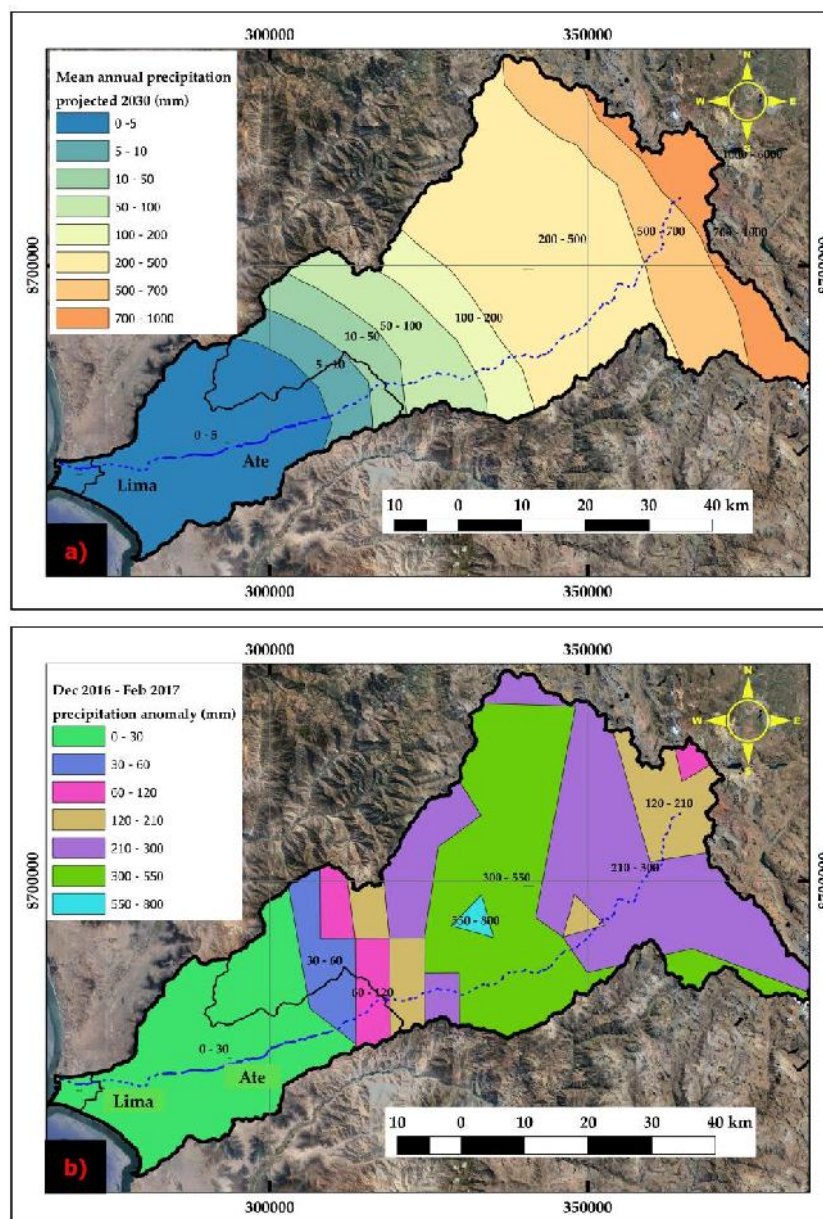 300000 350000
Mean annual precipitation
projected 2030 (mm)
0 -5
5 - 10
10 - 50
50 - 100
100 - 200
200 - 500
500 - 700
700 - 1000
N
W E
S
1000 - 6000
8700000
200 - 500
500 - 700
700 - 1000
8700000
100 - 200
50 - 100
10 - 50
5 - 10
0 - 5
Ate
Lima
10 0 10 20 30 40 km
a)
300000 350000
300000 350000
Dec 2016 - Feb 2017
precipitation anomaly (mm)
0 - 30
30 - 60
60 - 120
120 - 210
210 - 300
300 - 550
550 - 800
N
W E
S
120 - 210
8700000
210 - 300
300 - 550
8700000
550 - 800
30 - 60
60 - 120
0 - 30
Ate
Lima
10 0 10 20 30 40 km
b)
300000 350000